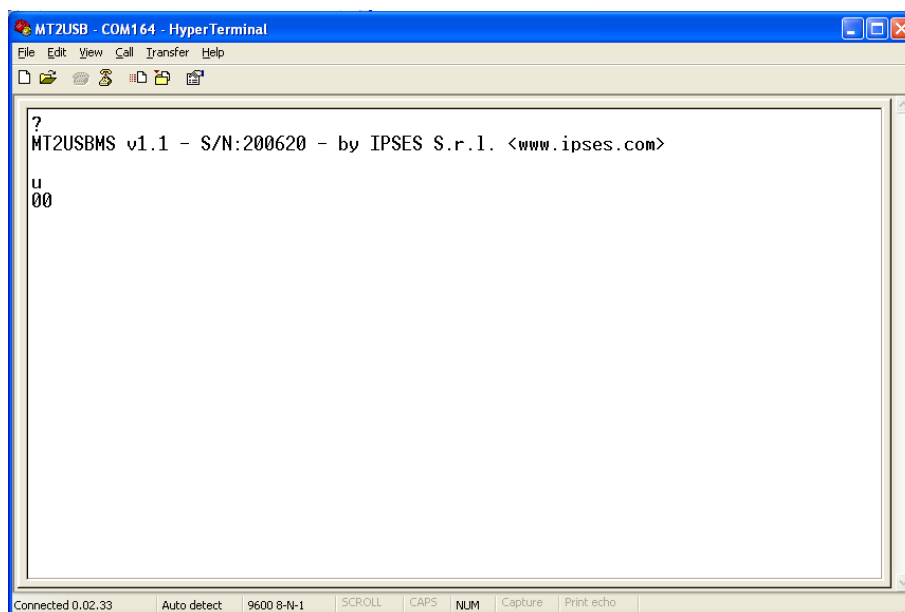 MT2USB - COM164 - HyperTerminal
File Edit View Call Transfer Help
?
MT2USBMS v1.1 - S/N:200620 - by IPSES S.r.l. <www.ipses.com>
u
00
Connected 0.02.33 Auto detect 9600 8-N-1 SCROLL CAPS NUM Capture Print echo